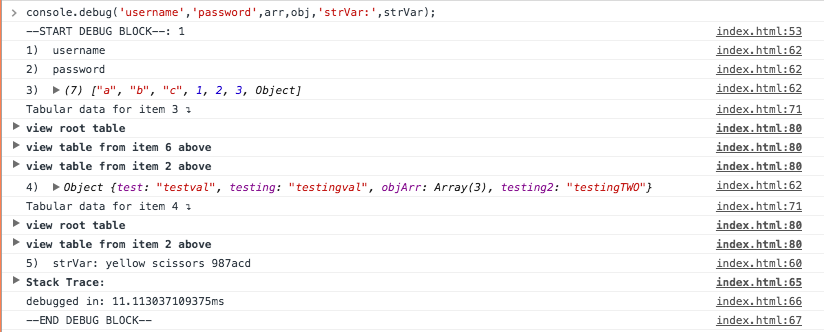 > console.debug('username','password',arr,obj,'strVar:',strVar);
--START DEBUG BLOCK--: 1 index.html:53
1) username index.html:62
2) password index.html:62
3) ▶(7) ["a", "b", "c", 1, 2, 3, Object] index.html:62
Tabular data for item 3 ↴ index.html:71
▶ view root table index.html:80
▶ view table from item 6 above index.html:80
▶ view table from item 2 above index.html:80
4) ▶Object {test: "testval", testing: "testingval", objArr: Array(3), testing2: "testingTWO"} index.html:62
Tabular data for item 4 ↴ index.html:71
▶ view root table index.html:80
▶ view table from item 2 above index.html:80
5) strVar: yellow scissors 987acd index.html:60
▶ Stack Trace: index.html:65
debugged in: 11.113037109375ms index.html:66
--END DEBUG BLOCK-- index.html:67